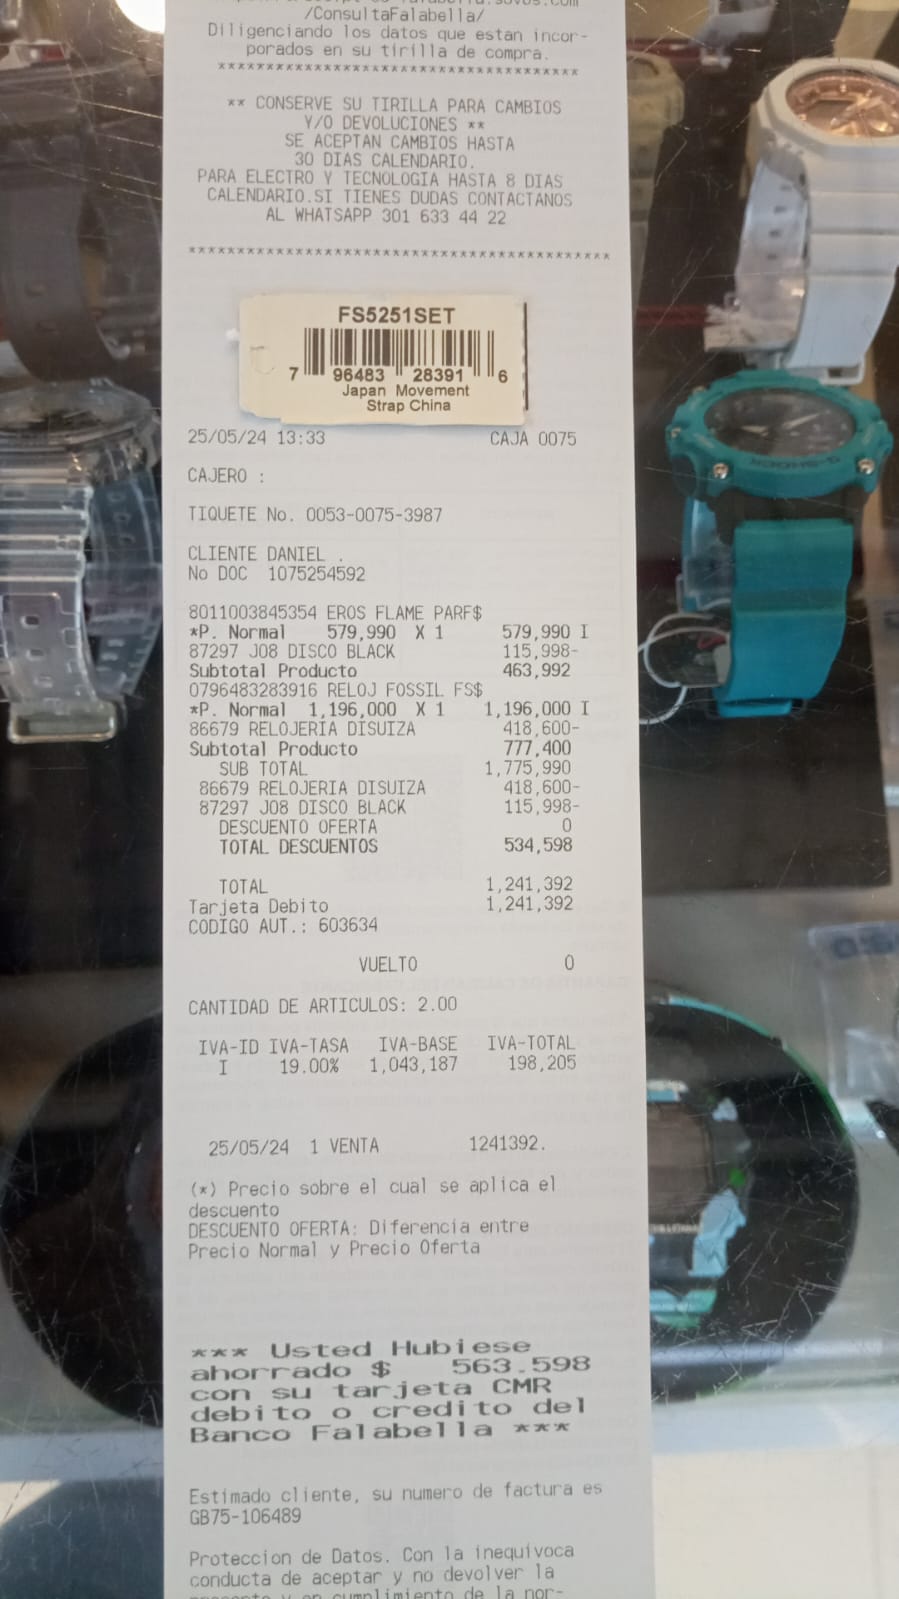 /ConsultaFalabella/
Diligenciando los datos que estan incor-
porados en su tirilla de compra.
****************************************
** CONSERVE SU TIRILLA PARA CAMBIOS
Y/O DEVOLUCIONES **
SE ACEPTAN CAMBIOS HASTA
30 DIAS CALENDARIO.
PARA ELECTRO Y TECNOLOGIA HASTA 8 DIAS
CALENDARIO.SI TIENES DUDAS CONTACTANOS
AL WHATSAPP 301 633 44 22
********************************************
FS5251SET
7 96483 28391 6
Japan Movement
Strap China
25/05/24 13:33 CAJA 0075
CAJERO :
TIQUETE No. 0053-0075-3987
CLIENTE DANIEL .
No DOC 1075254592
8011003845354 EROS FLAME PARF$
*P. Normal 579,990 X 1 579,990 I
87297 J08 DISCO BLACK 115,998-
Subtotal Producto 463,992
0796483283916 RELOJ FOSSIL FS$
*P. Normal 1,196,000 X 1 1,196,000 I
86679 RELOJERIA DISUIZA 418,600-
Subtotal Producto 777,400
SUB TOTAL 1,775,990
86679 RELOJERIA DISUIZA 418,600-
87297 J08 DISCO BLACK 115,998-
DESCUENTO OFERTA 0
TOTAL DESCUENTOS 534,598
TOTAL 1,241,392
Tarjeta Debito 1,241,392
CODIGO AUT.: 603634
VUELTO 0
CANTIDAD DE ARTICULOS: 2.00
IVA-ID IVA-TASA IVA-BASE IVA-TOTAL
I 19.00% 1,043,187 198,205
25/05/24 1 VENTA 1241392.
(*) Precio sobre el cual se aplica el
descuento
DESCUENTO OFERTA: Diferencia entre
Precio Normal y Precio Oferta
*** Usted Hubiese
ahorrado $ 563.598
con su tarjeta CMR
debito o credito del
Banco Falabella ***
Estimado cliente, su numero de factura es
GB75-106489
Proteccion de Datos. Con la inequivoca
conducta de aceptar y no devolver la
G-SHOCK